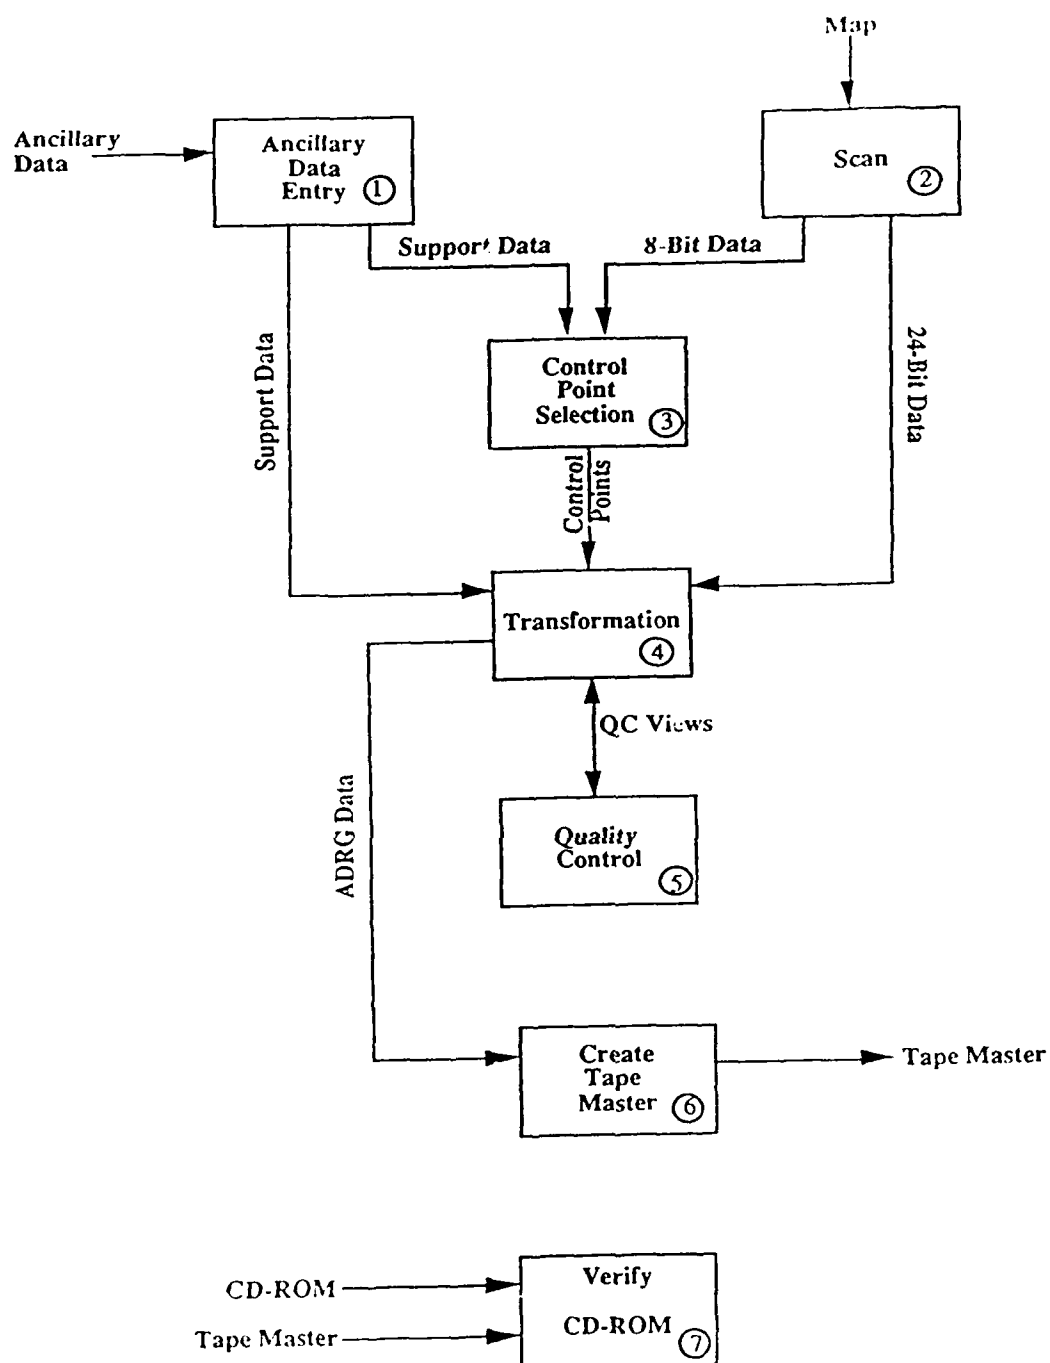 Map
Ancillary
Data
Ancillary
Data
Entry 1
Scan
2
Support Data
8-Bit Data
Support Data
24-Bit Data
Control
Point
Selection 3
Control
Points
Transformation
4
QC Views
ADRG Data
Quality
Control
5
Create
Tape
Master 6
Tape Master
CD-ROM
Tape Master
Verify
CD-ROM
7